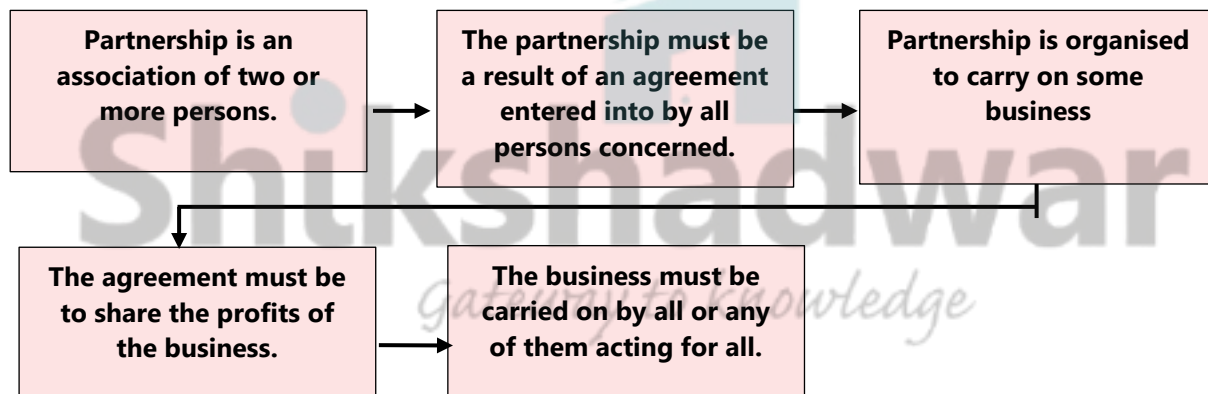 Partnership is an
association of two or
more persons.
The partnership must be
a result of an agreement
entered into by all
persons concerned.
Partnership is organised
to carry on some
business
The agreement must be
to share the profits of
the business.
The business must be
carried on by all or any
of them acting for all.
Shikshadwar
Gateway to knowledge